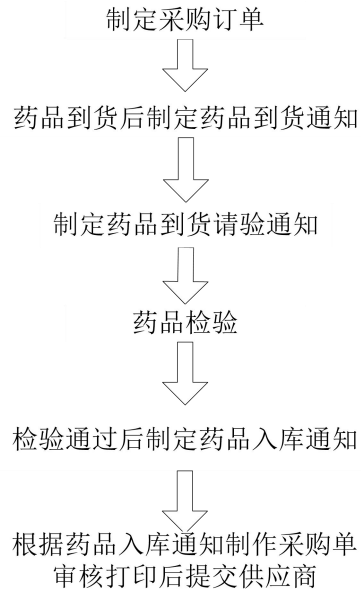 制定采购订单
药品到货后制定药品到货通知
制定药品到货请验通知
药品检验
检验通过后制定药品入库通知
根据药品入库通知制作采购单
审核打印后提交供应商